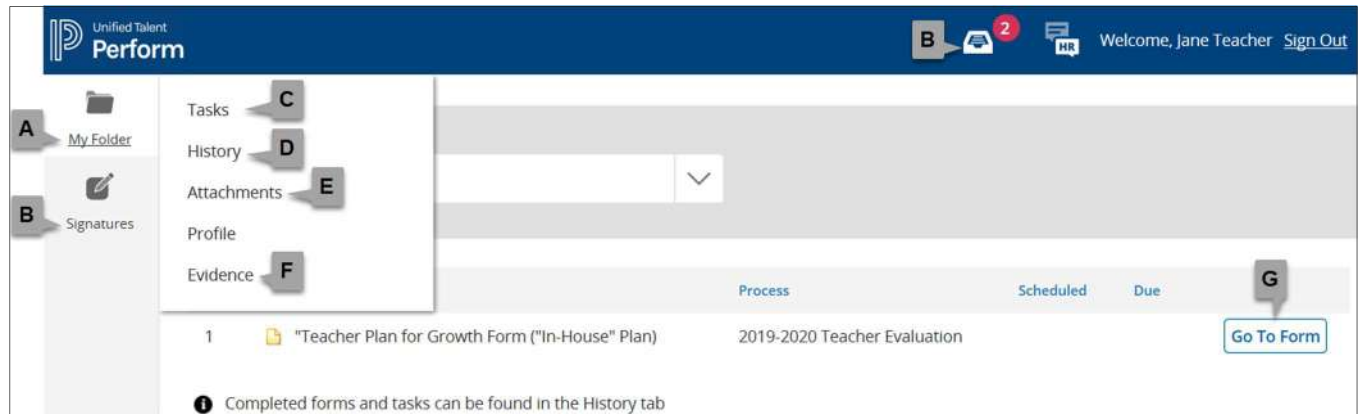 Unified Talent
Perform
B
2
HR
Welcome, Jane Teacher Sign Out
A
My Folder
B
Signatures
Tasks
C
History
D
Attachments
E
Profile
Evidence
F
Process Scheduled Due
G
1 "Teacher Plan for Growth Form ("In-House" Plan) 2019-2020 Teacher Evaluation Go To Form
Completed forms and tasks can be found in the History tab